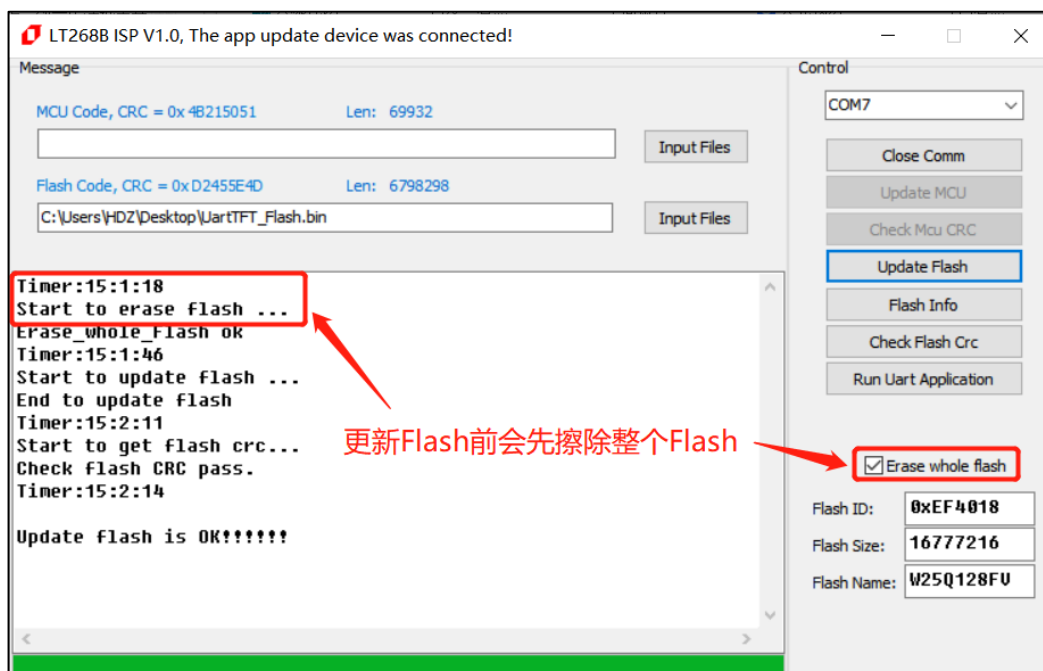 LT268B ISP V1.0, The app update device was connected!
Message
MCU Code, CRC = 0x 4B215051 Len: 69932
Input Files
Flash Code, CRC = 0xD2455E4D Len: 6798298
C:\Users\HDZ\Desktop\UartTFT_Flash.bin Input Files
Timer:15:1:18
Start to erase flash ...
Erase_whole_Flash ok
Timer:15:1:46
Start to update flash ...
End to update flash
Timer:15:2:11
Start to get flash crc...
Check flash CRC pass.
Timer:15:2:14
Update flash is OK!!!!!!
更新Flash前会先擦除整个Flash
Control
COM7
Close Comm
Update MCU
Check Mcu CRC
Update Flash
Flash Info
Check Flash Crc
Run Uart Application
Erase whole flash
Flash ID: 0xEF4018
Flash Size: 16777216
Flash Name: W25Q128FV